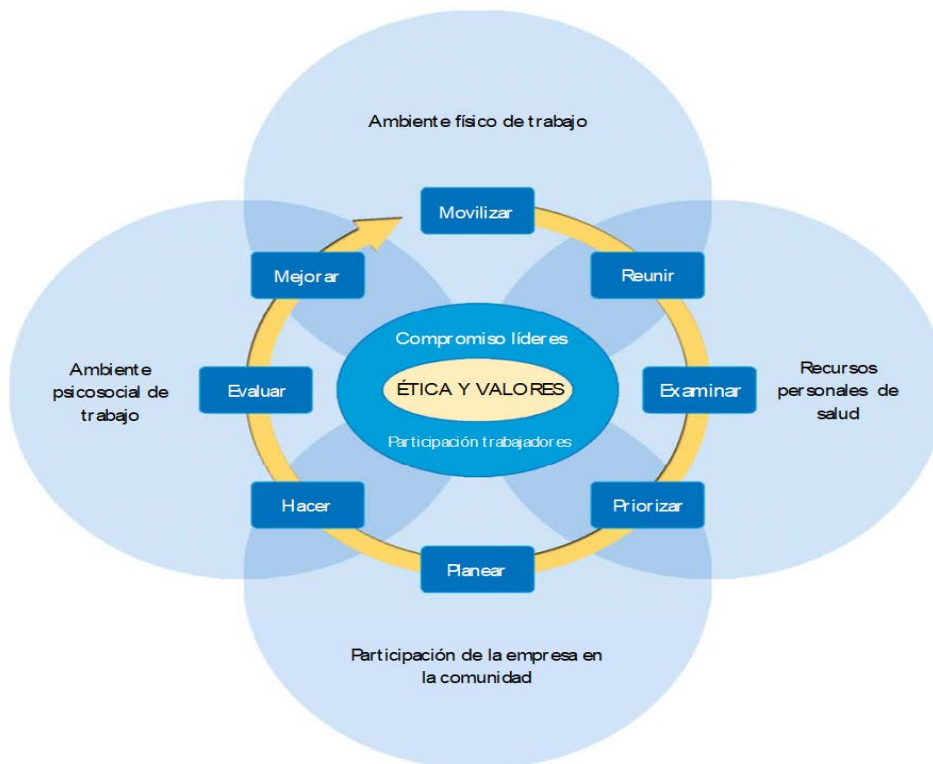 Ambiente físico de trabajo
Movilizar
Mejorar
Reunir
Compromiso líderes
Ambiente
psicosocial de
trabajo
Evaluar
ÉTICA Y VALORES
Examinar
Recursos
personales de
salud
Participación trabajadores
Hacer
Priorizar
Planear
Participación de la empresa en
la comunidad